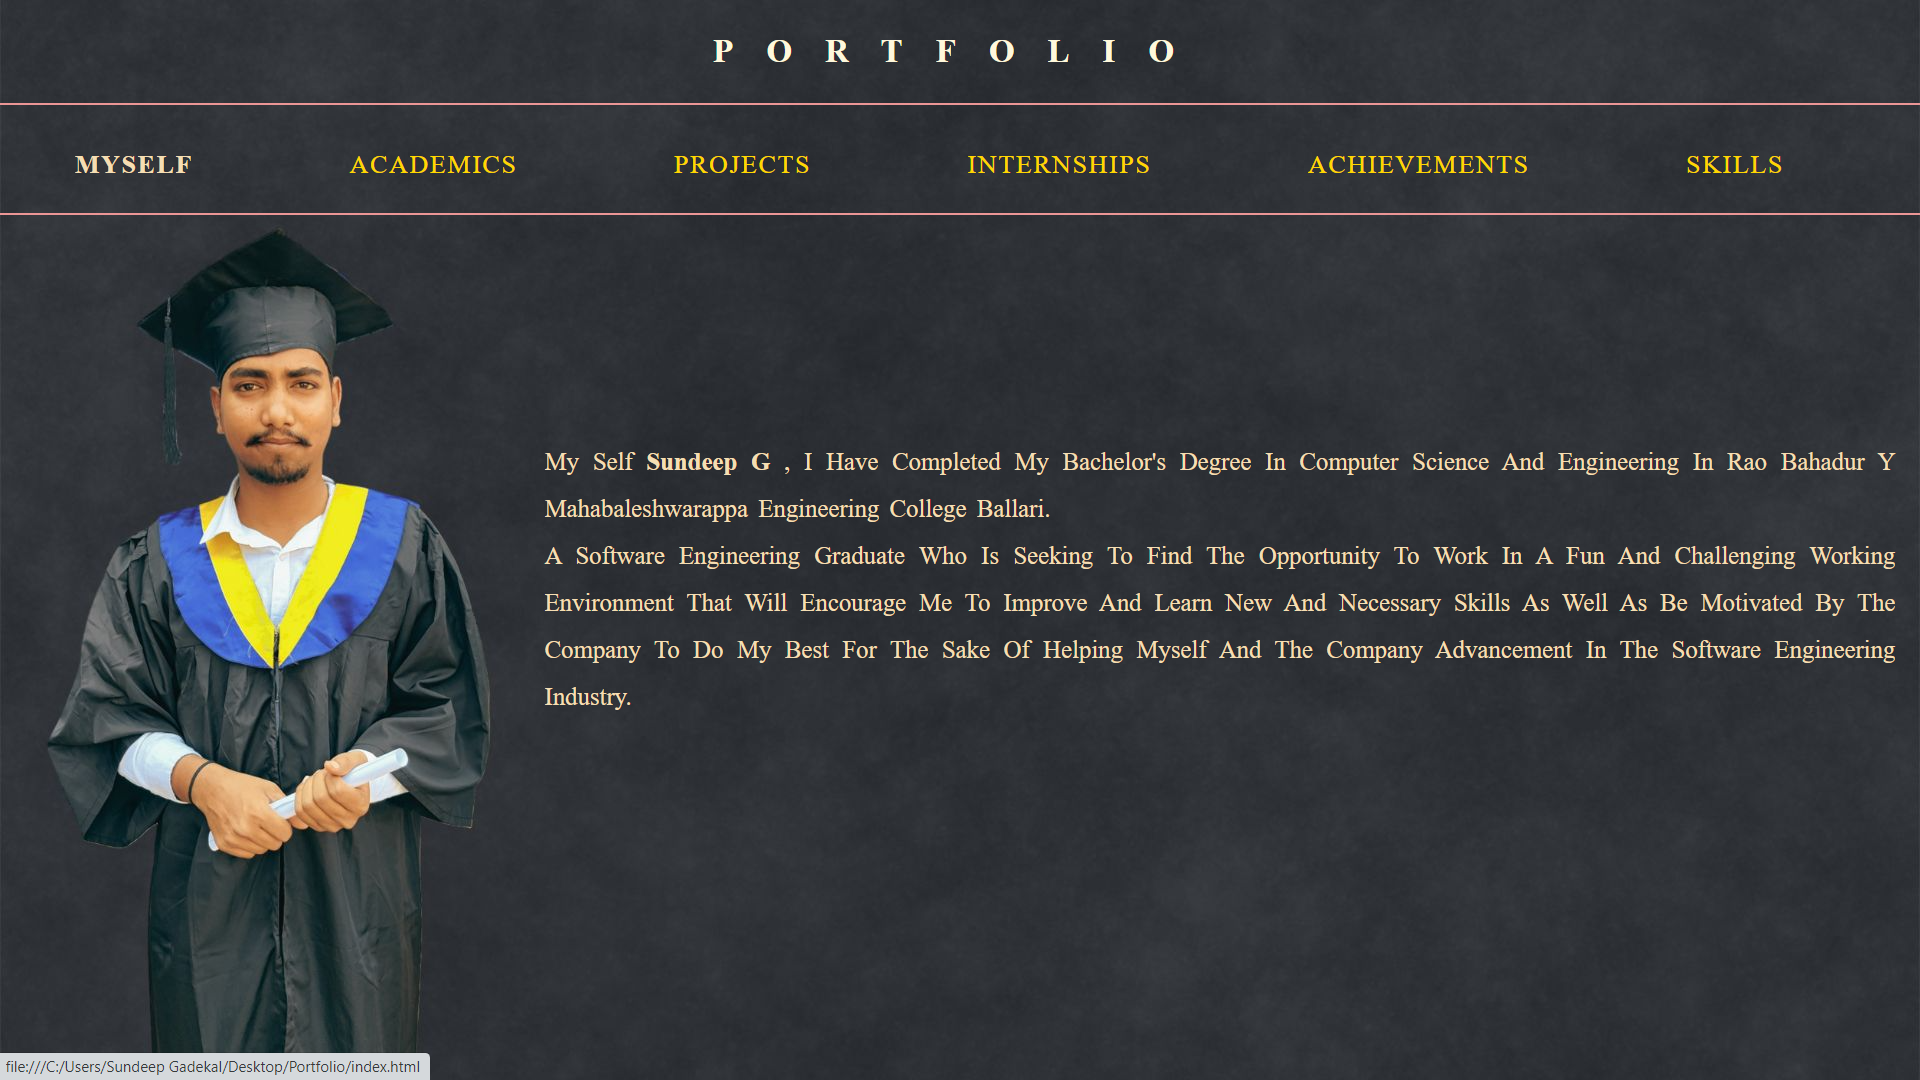 P O R T F O L I O
MYSELF ACADEMICS PROJECTS INTERNSHIPS ACHIEVEMENTS SKILLS
My Self Sundeep G , I Have Completed My Bachelor's Degree In Computer Science And Engineering In Rao Bahadur Y
Mahabaleshwarappa Engineering College Ballari.
A Software Engineering Graduate Who Is Seeking To Find The Opportunity To Work In A Fun And Challenging Working
Environment That Will Encourage Me To Improve And Learn New And Necessary Skills As Well As Be Motivated By The
Company To Do My Best For The Sake Of Helping Myself And The Company Advancement In The Software Engineering
Industry.
file:///C:/Users/Sundeep Gadekal/Desktop/Portfolio/index.html